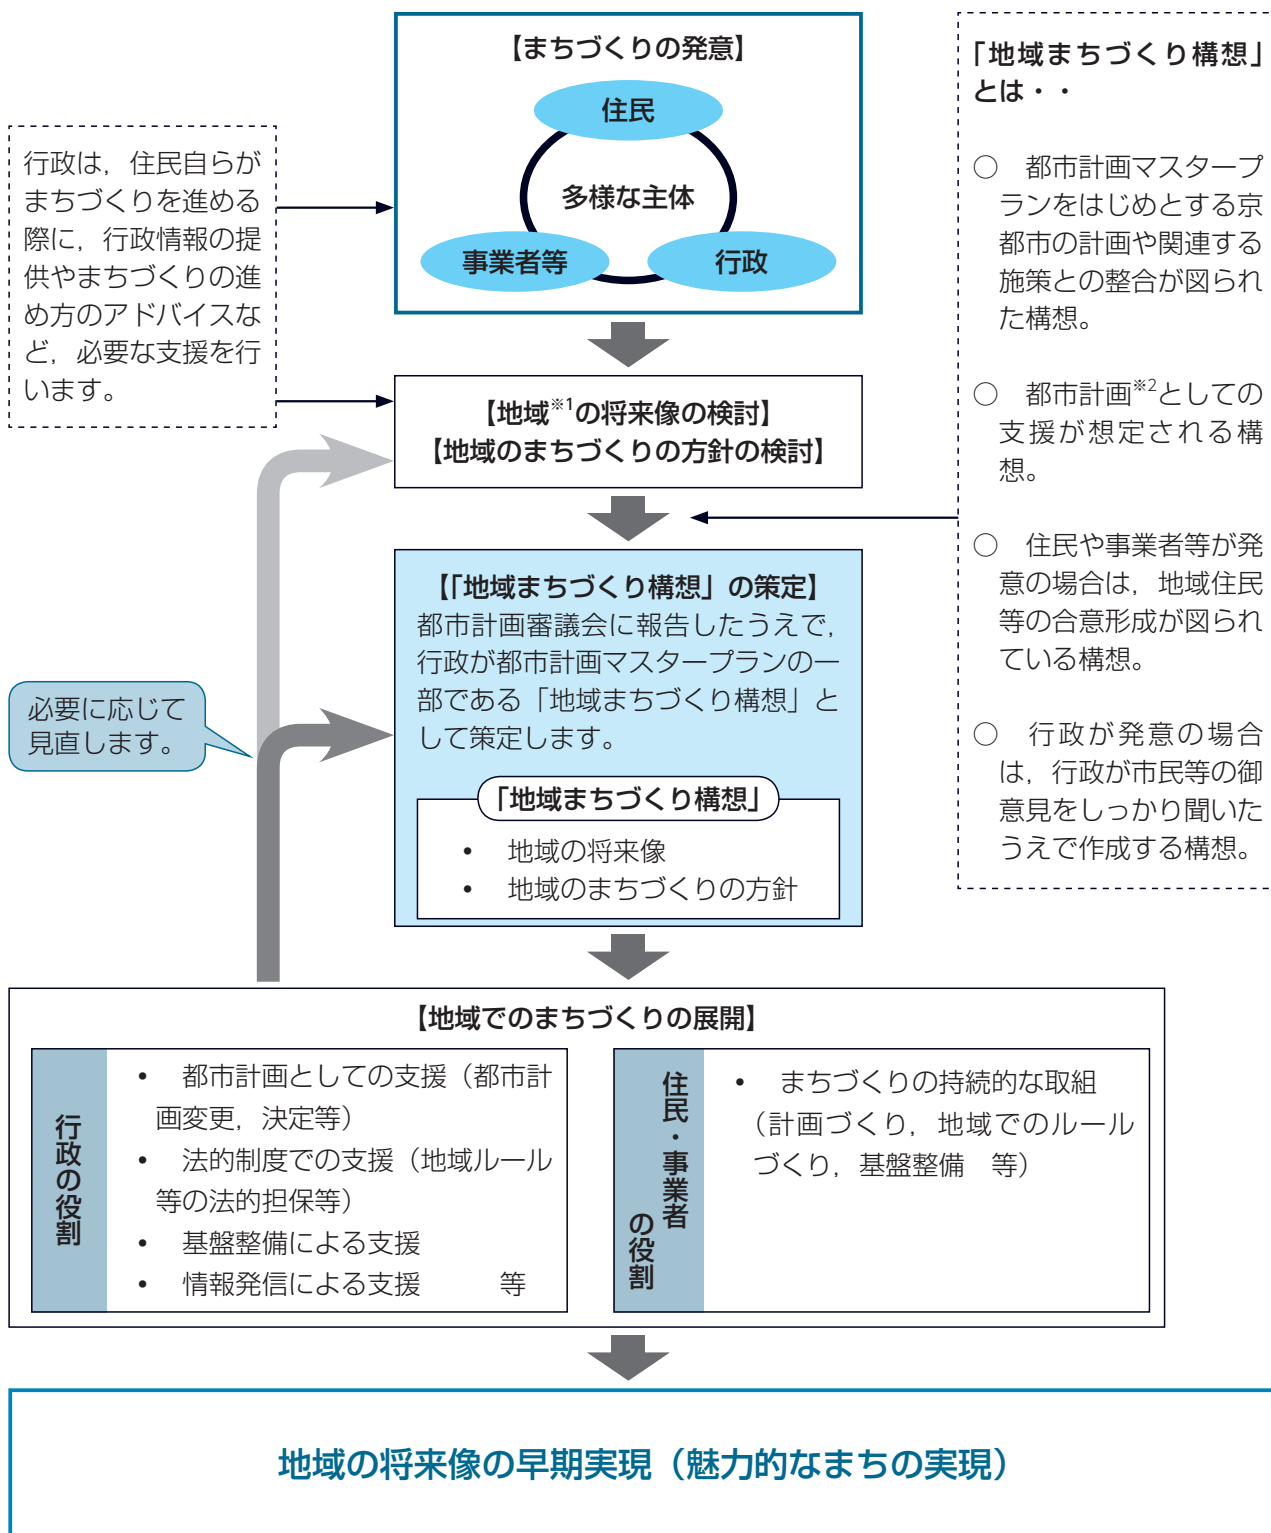 【まちづくりの発意】
住民
多様な主体
事業者等
行政
行政は，住民自らが
まちづくりを進める
際に，行政情報の提
供やまちづくりの進
め方のアドバイスな
ど，必要な支援を行
います。
「地域まちづくり構想」
とは・・
○　都市計画マスタープ
ランをはじめとする京
都市の計画や関連する
施策との整合が図られ
た構想。
○　都市計画※2としての
支援が想定される構
想。
○　住民や事業者等が発
意の場合は，地域住民
等の合意形成が図られ
ている構想。
○　行政が発意の場合
は，行政が市民等の御
意見をしっかり聞いた
うえで作成する構想。
【地域※1の将来像の検討】
【地域のまちづくりの方針の検討】
【「地域まちづくり構想」の策定】
都市計画審議会に報告したうえで，
行政が都市計画マスタープランの一
部である「地域まちづくり構想」と
して策定します。
「地域まちづくり構想」
•　地域の将来像
•　地域のまちづくりの方針
必要に応じて
見直します。
【地域でのまちづくりの展開】
行政の役割
•　都市計画としての支援（都市計
画変更，決定等）
•　法的制度での支援（地域ルール
等の法的担保等）
•　基盤整備による支援
•　情報発信による支援　　　等
住民・事業者
の役割
•　まちづくりの持続的な取組
（計画づくり，地域でのルール
づくり，基盤整備　等）
地域の将来像の早期実現（魅力的なまちの実現）